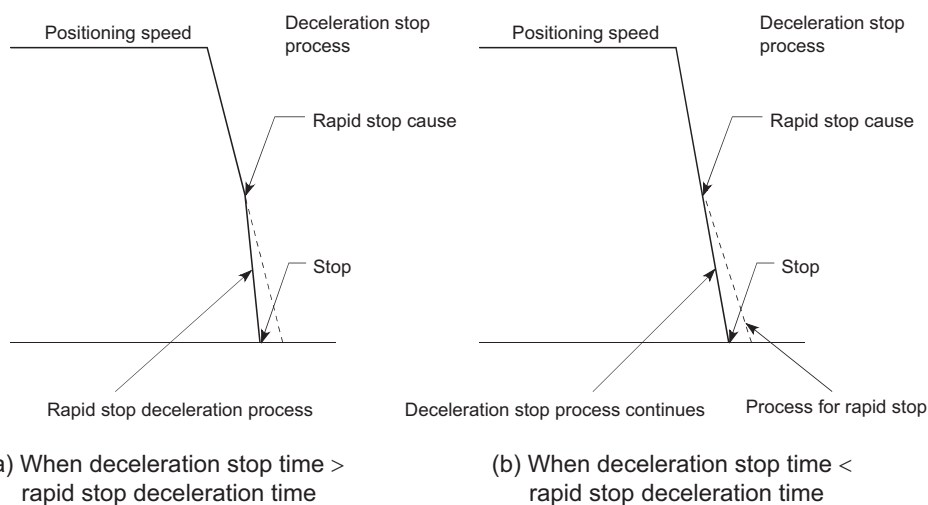 Positioning speed
Deceleration stop
process
Rapid stop cause
Stop
Rapid stop deceleration process
a) When deceleration stop time >
rapid stop deceleration time
Positioning speed
Deceleration stop
process
Rapid stop cause
Stop
Deceleration stop process continues
Process for rapid stop
(b) When deceleration stop time <
rapid stop deceleration time